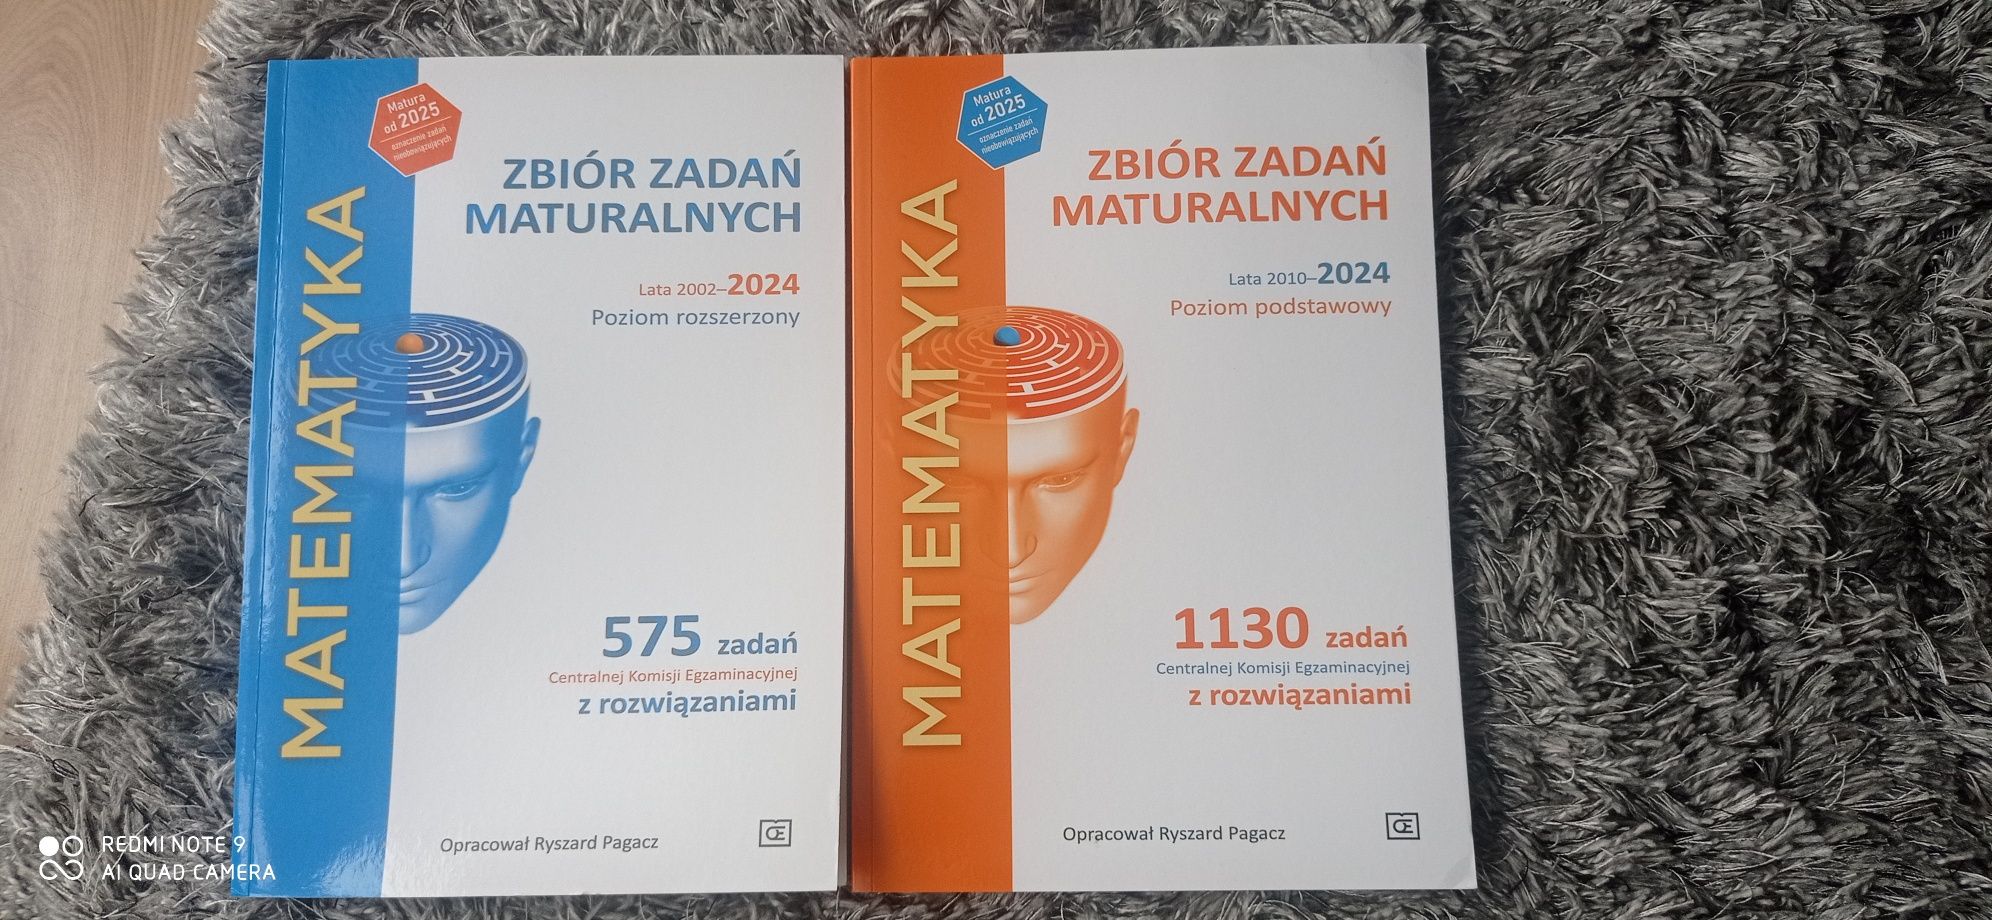 Matura
od 2025
oznaczenie zadań
nieobowiązujących
ZBIÓR ZADAŃ
MATURALNYCH
Lata 2002–2024
Poziom rozszerzony
MATEMATYKA
575 zadań
Centralnej Komisji Egzaminacyjnej
z rozwiązaniami
Opracował Ryszard Pagacz
OE
Matura
od 2025
oznaczenie zadań
nieobowiązujących
ZBIÓR ZADAŃ
MATURALNYCH
Lata 2010–2024
Poziom podstawowy
MATEMATYKA
1130 zadań
Centralnej Komisji Egzaminacyjnej
z rozwiązaniami
Opracował Ryszard Pagacz
OE
REDMI NOTE 9
AI QUAD CAMERA